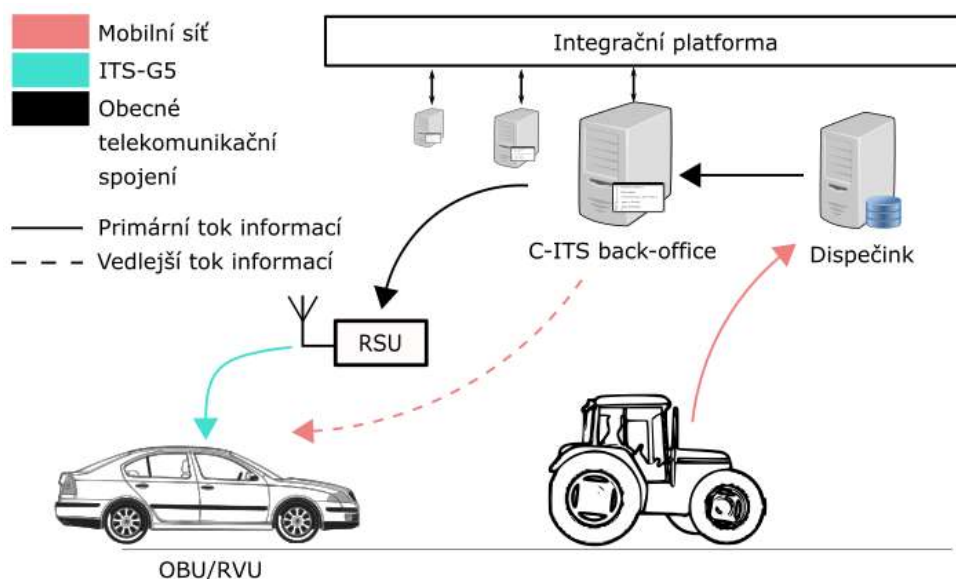 Mobilní síť
ITS-G5
Obecné
telekomunikační
spojení
Primární tok informací
Vedlejší tok informací
Integrační platforma
C-ITS back-office
Dispečink
RSU
OBU/RVU